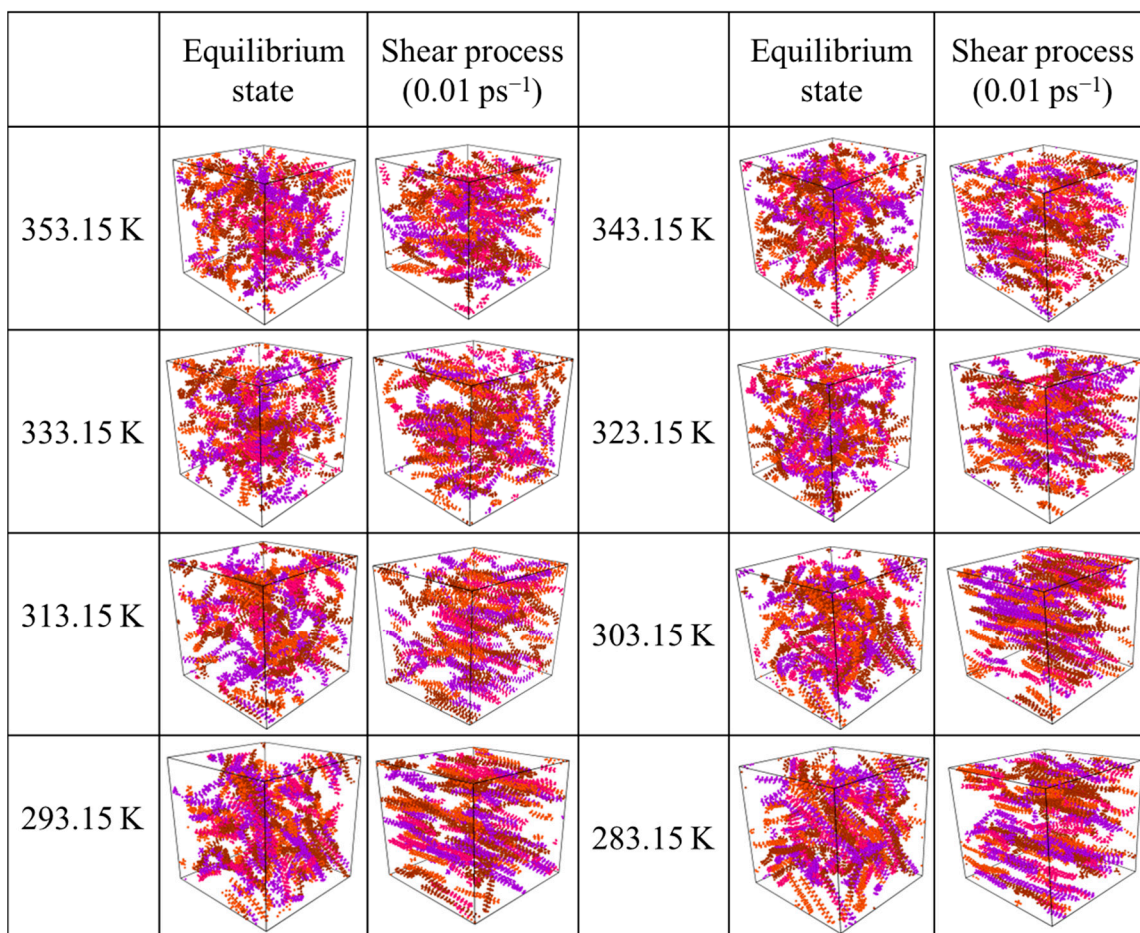 Equilibrium
state
Shear process
(0.01 ps⁻¹)
Equilibrium
state
Shear process
(0.01 ps⁻¹)
353.15 K
343.15 K
333.15 K
323.15 K
313.15 K
303.15 K
293.15 K
283.15 K